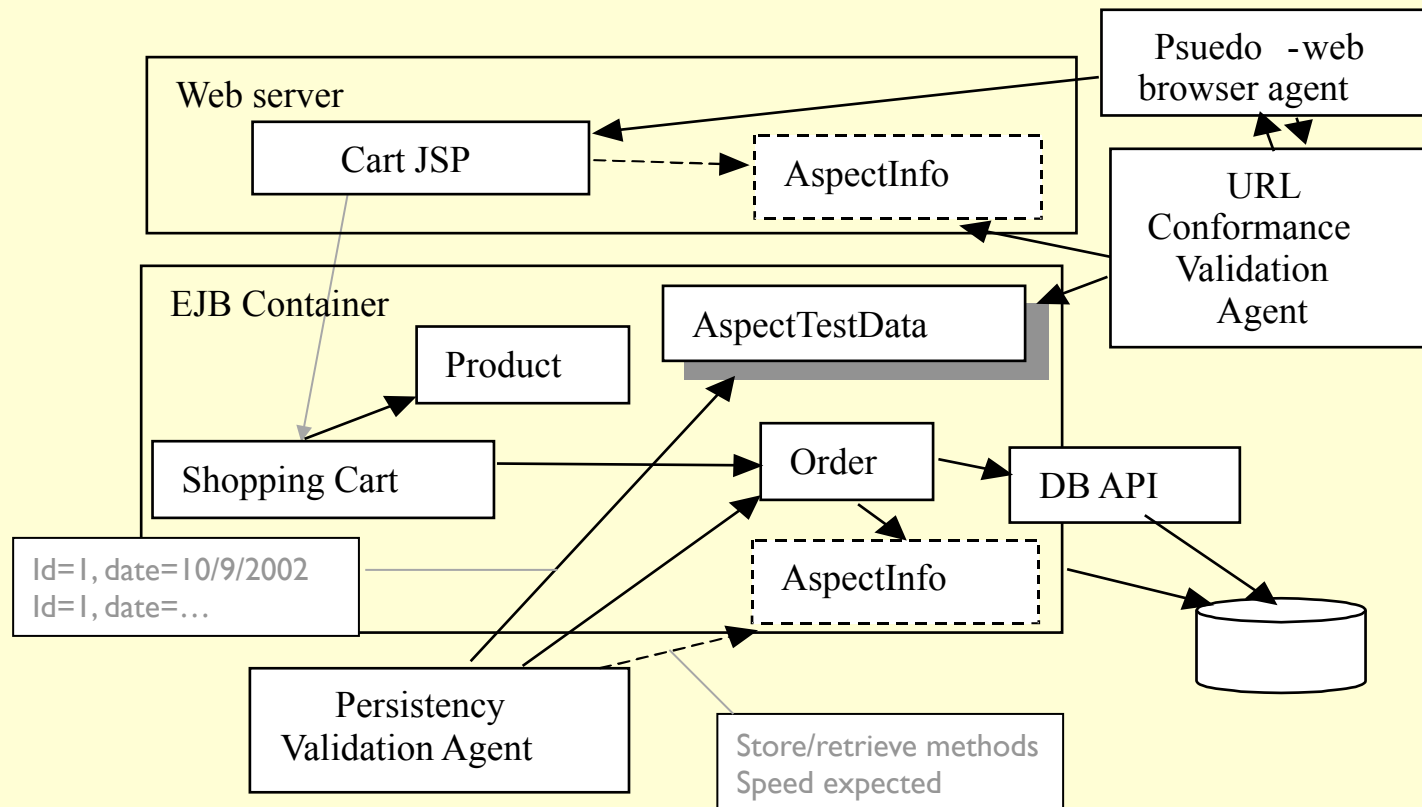 Psuedo -web
browser agent
Web server
Cart JSP
AspectInfo
URL
Conformance
Validation
Agent
EJB Container
AspectTestData
Product
Shopping Cart
Order
DB API
Id=1, date=10/9/2002
Id=1, date=…
AspectInfo
Persistency
Validation Agent
Store/retrieve methods
Speed expected